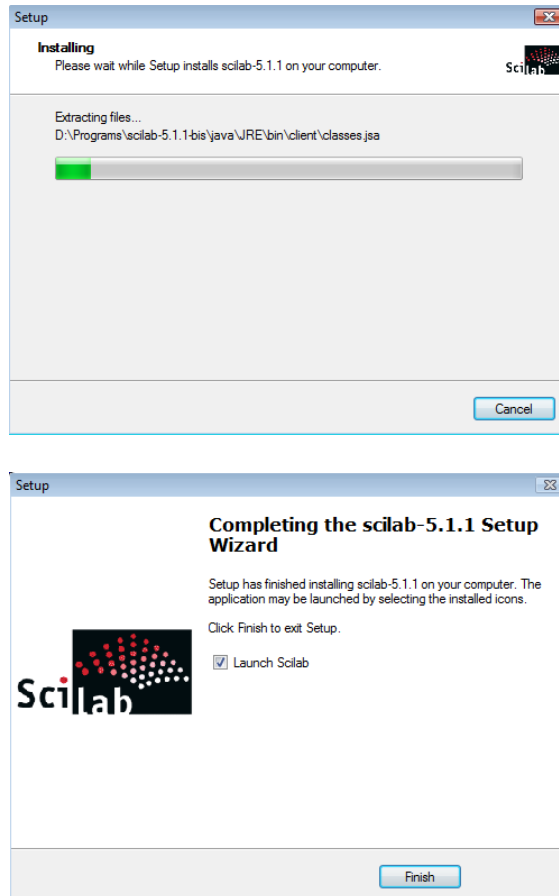 Setup
Installing
Please wait while Setup installs scilab-5.1.1 on your computer.
Scilab
Extracting files...
D:\Programs\scilab-5.1.1-bis\java\JRE\bin\client\classes.jsa
Cancel
Setup
Completing the scilab-5.1.1 Setup
Wizard
Setup has finished installing scilab-5.1.1 on your computer. The
application may be launched by selecting the installed icons.
Click Finish to exit Setup.
Launch Scilab
Scilab
Finish